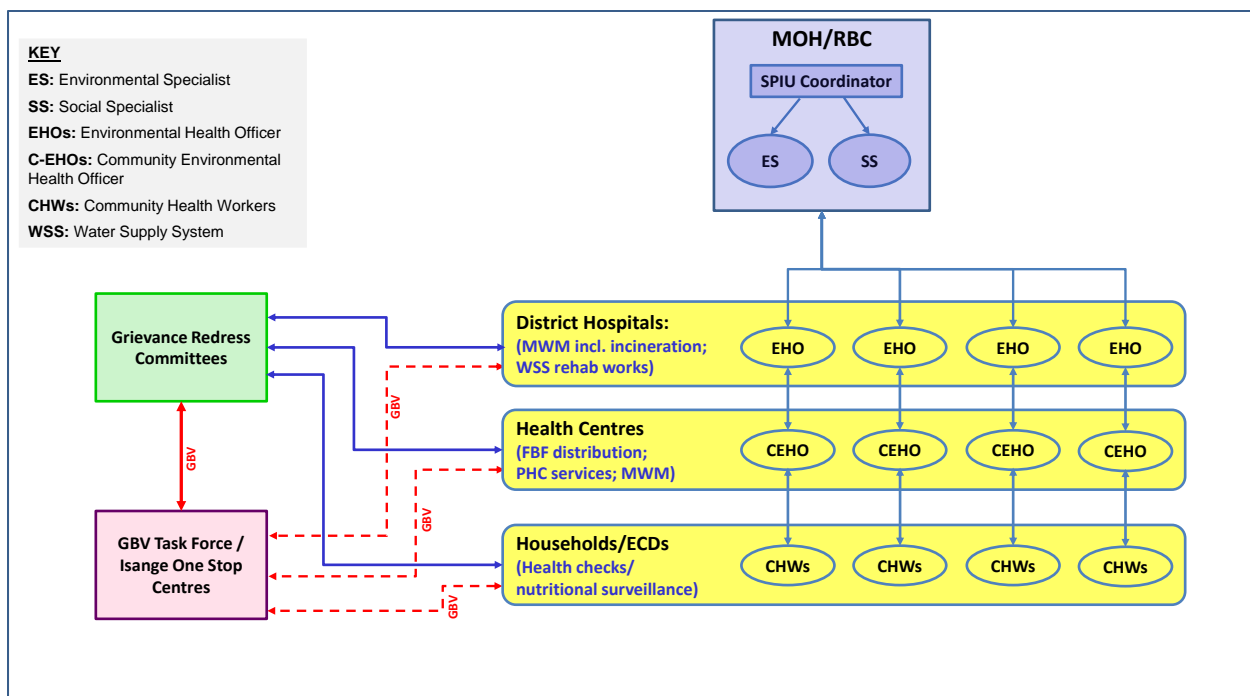 KEY
ES: Environmental Specialist
SS: Social Specialist
EHOs: Environmental Health Officer
C-EHOs: Community Environmental
Health Officer
CHWs: Community Health Workers
WSS: Water Supply System
MOH/RBC
SPIU Coordinator
ES
SS
Grievance Redress
Committees
GBV
GBV Task Force /
Isange One Stop
Centres
GBV
GBV
GBV
District Hospitals:
(MWM incl. incineration;
WSS rehab works)
EHO
EHO
EHO
EHO
Health Centres
(FBF distribution;
PHC services; MWM)
CEHO
CEHO
CEHO
CEHO
Households/ECDs
(Health checks/
nutritional surveillance)
CHWs
CHWs
CHWs
CHWs